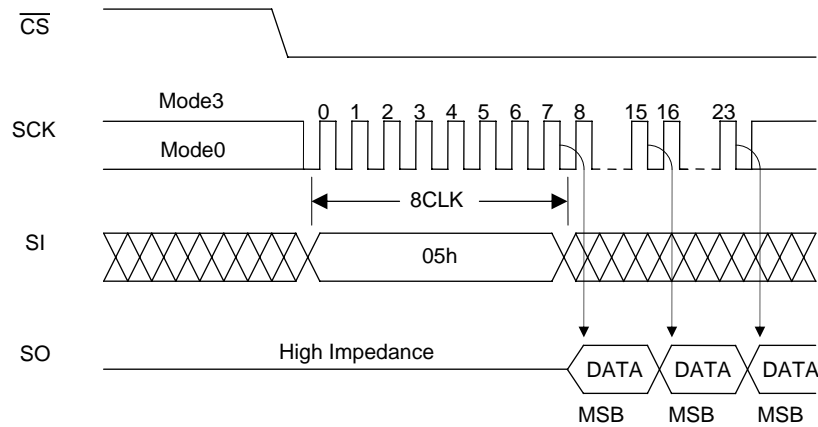 CS
Mode3
0 1 2 3 4 5 6 7 8 15 16 23
SCK
Mode0
8CLK
SI
05h
SO
High Impedance
DATA DATA DATA
MSB MSB MSB